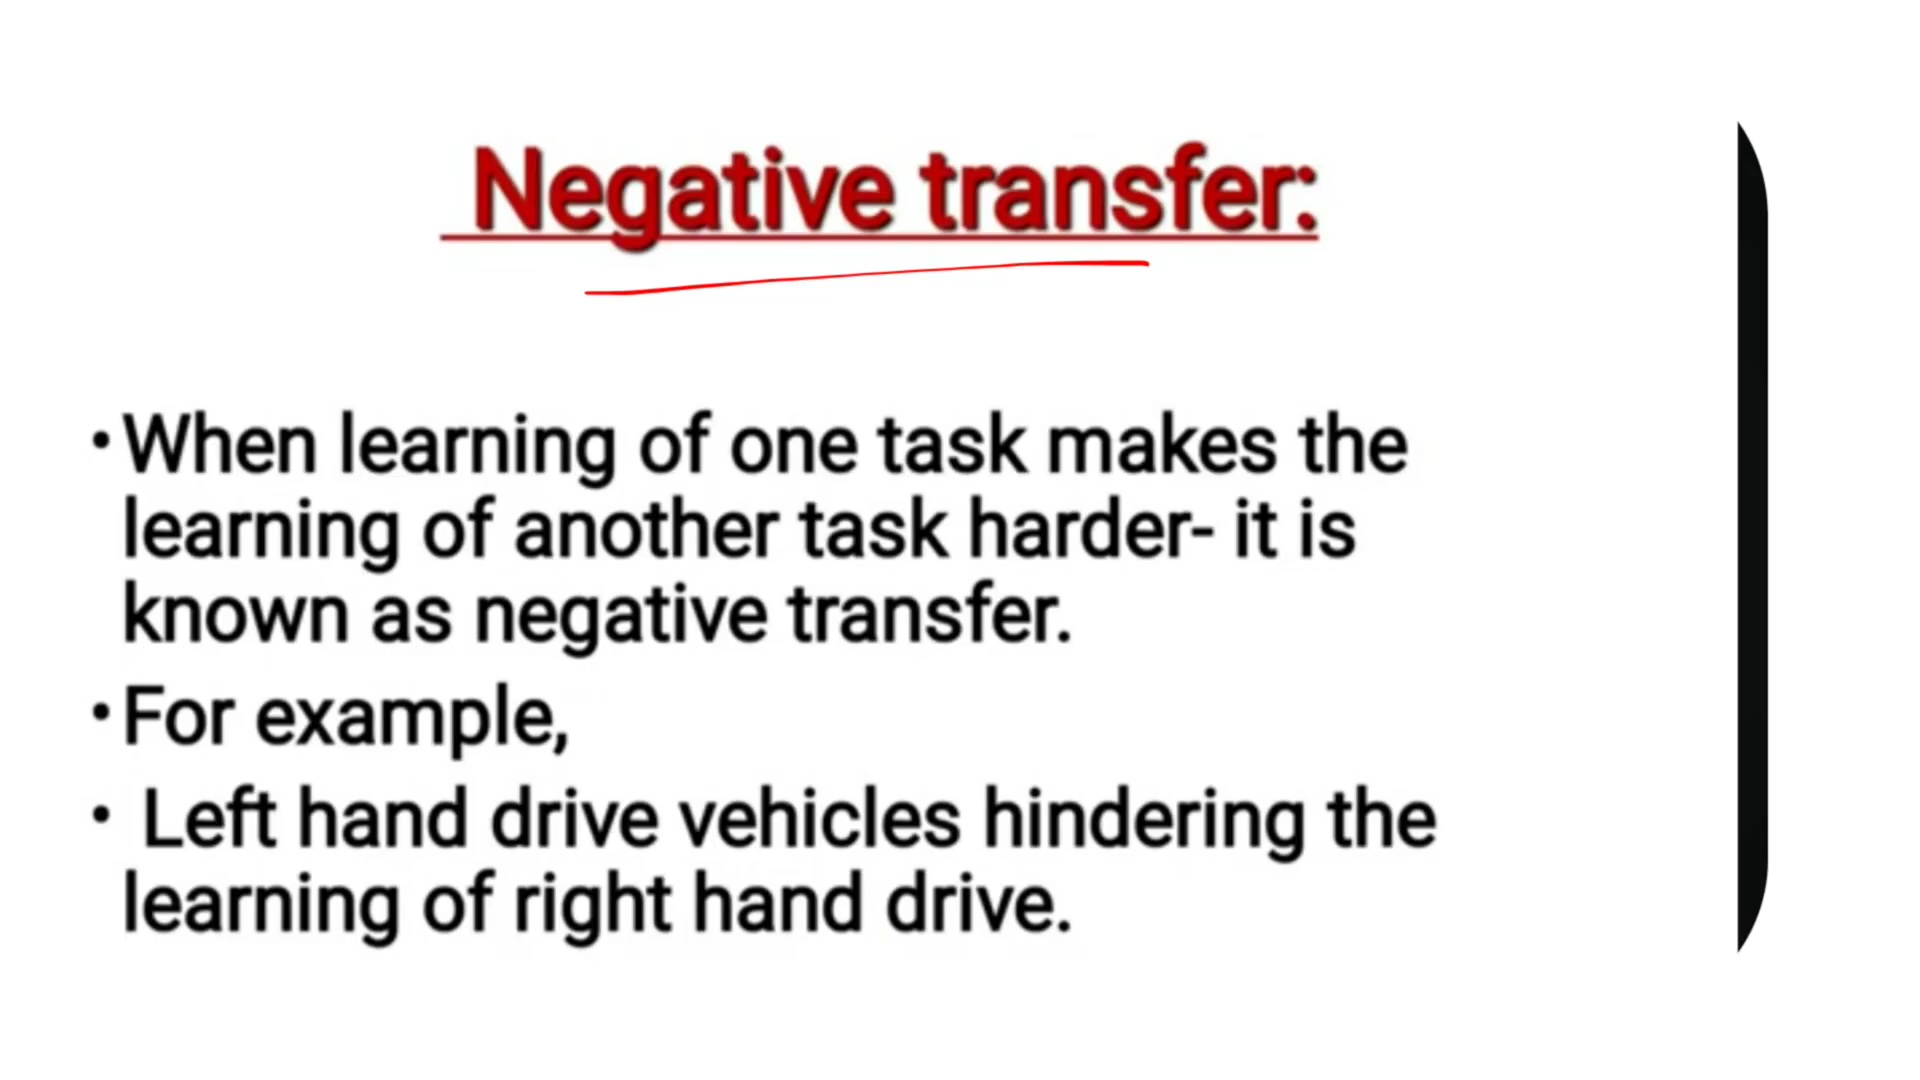 Negative transfer:
•When learning of one task makes the
learning of another task harder- it is
known as negative transfer.
•For example,
• Left hand drive vehicles hindering the
learning of right hand drive.